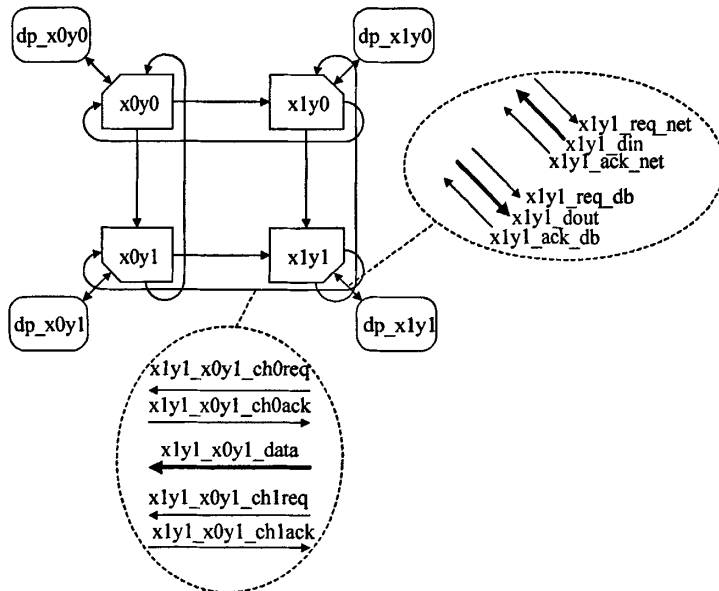 dp_x0y0
dp_x1y0
x0y0
x1y0
x1y1_req_net
x1y1_din
x1y1_ack_net
x1y1_req_db
x1y1_dout
x1y1_ack_db
x0y1
x1y1
dp_x0y1
dp_x1y1
x1y1_x0y1_ch0req
x1y1_x0y1_ch0ack
x1y1_x0y1_data
x1y1_x0y1_ch1req
x1y1_x0y1_ch1ack